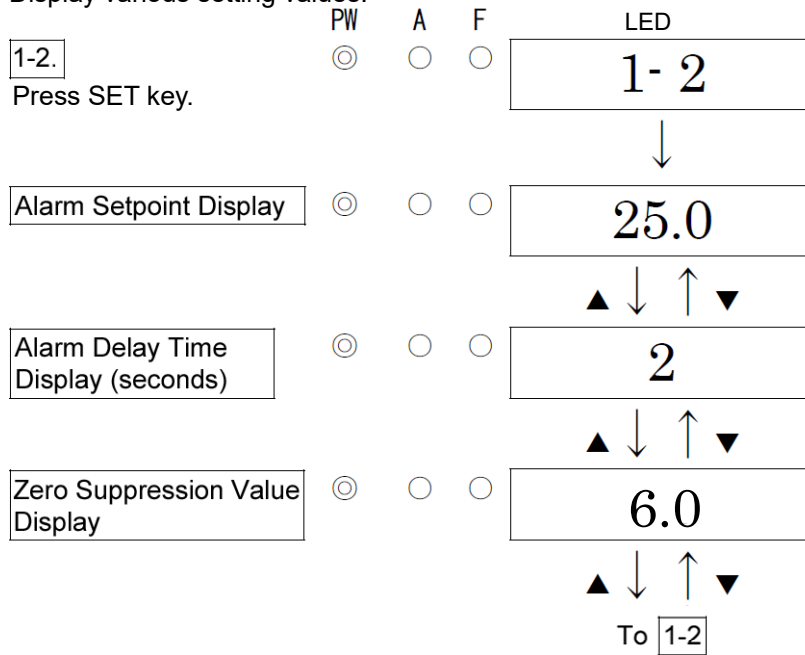 Display various setting values.
PW A F LED
1-2.
Press SET key.
1- 2
↓
Alarm Setpoint Display
25.0
▲ ↓ ↑ ▼
Alarm Delay Time
Display (seconds)
2
▲ ↓ ↑ ▼
Zero Suppression Value
Display
6.0
▲ ↓ ↑ ▼
To 1-2